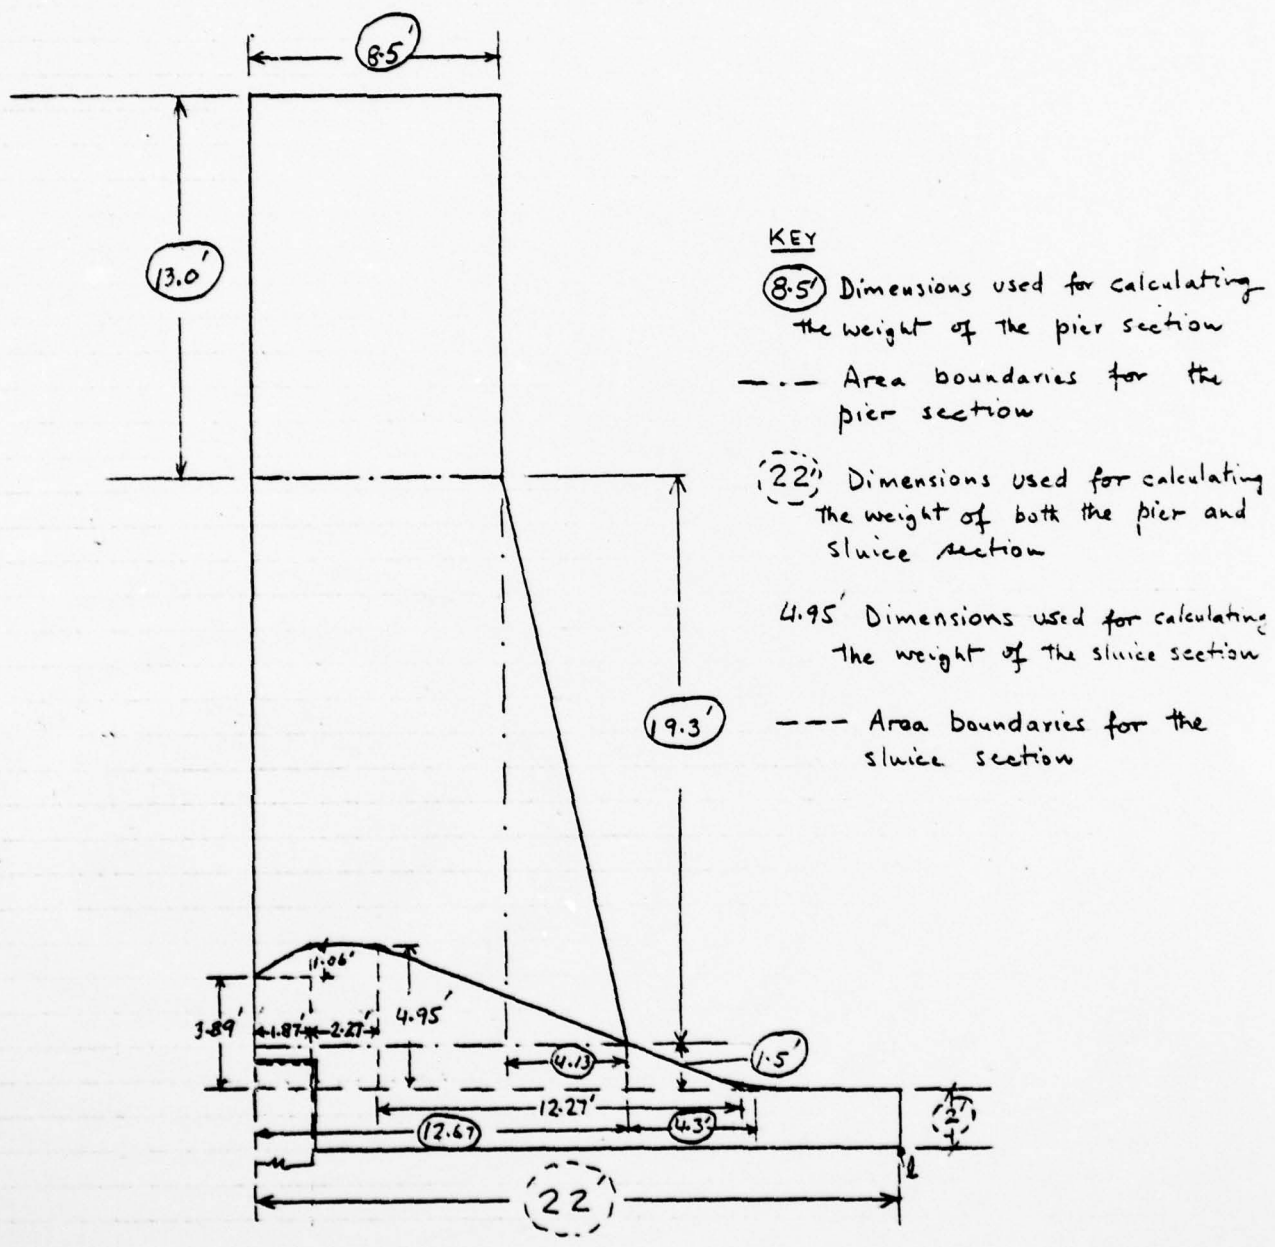 8.5'
13.0'
KEY
8.5' Dimensions used for calculating
the weight of the pier section
—.— Area boundaries for the
pier section
22' Dimensions used for calculating
the weight of both the pier and
sluice section
4.95' Dimensions used for calculating
the weight of the sluice section
--- Area boundaries for the
sluice section
19.3'
1.06'
3.89'
1.87'
2.27'
4.95'
4.13
1.5'
12.27'
12.67
4.3'
2'
22'